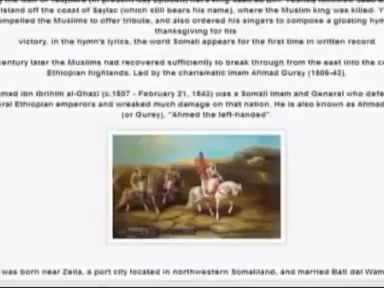 island off the coast of Saylac (which still bears his name), where the Muslim king was killed. Y
ompelled the Muslims to offer tribute, and also ordered his singers to compose a gloating hym
thanksgiving for his
victory. In the hymn's lyrics, the word Somali appears for the first time in written record
century later the Muslims had recovered sufficiently to break through from the east into the c
Ethiopian highlands. Led by the charismatic Imam Ahmad Guray (1506-43),
mad ibn Ibrihim al-Ghazi (c.1507 - February 21, 1543) was a Somali Imam and General who defe
ral Ethiopian emperors and wreaked much damage on that nation. He is also known as Ahmad
(or Gurey), "Ahmed the left-handed".
was born near Zeila, a port city located in northwestern Somaliland, and married Bati del Wam